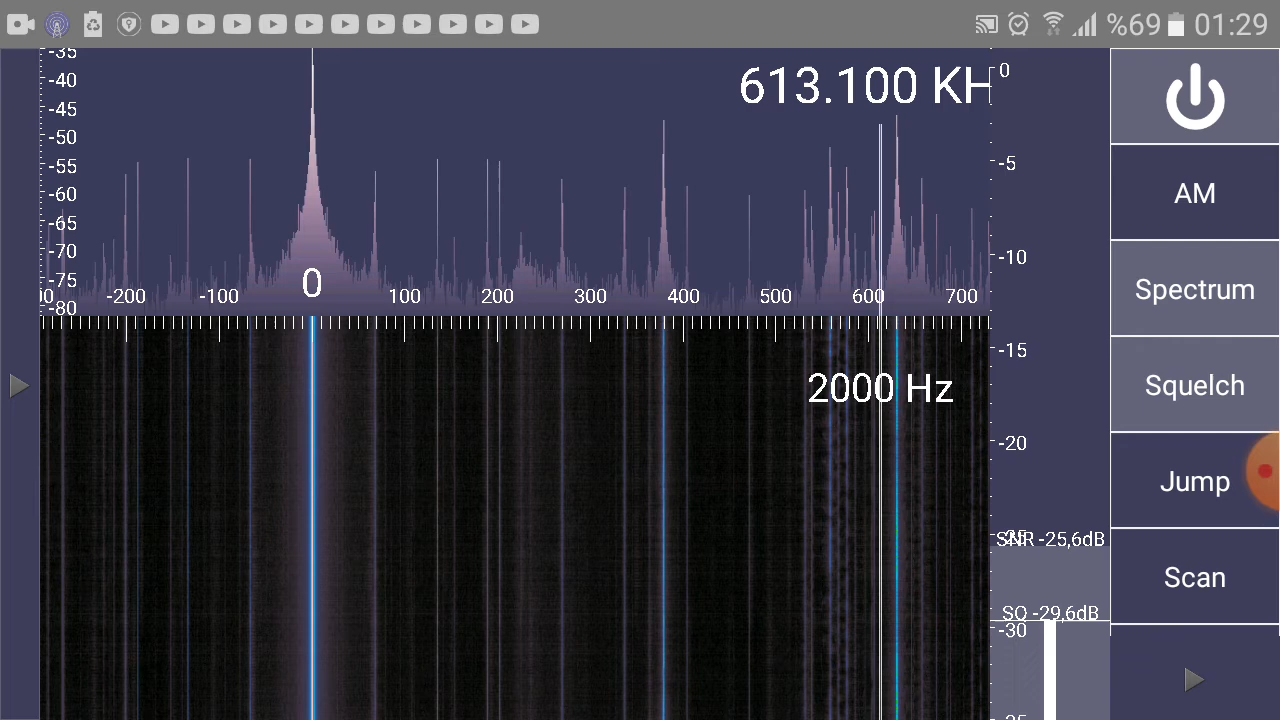 %69 01:29
-35
-40
-45
-50
-55
-60
-65
-70
-75
-80
613.100 KH
0
-5
-10
-15
-20
-25
-30
-35
00 -200 -100 0 100 200 300 400 500 600 700
2000 Hz
SNR -25,6dB
SQ -29,6dB
AM
Spectrum
Squelch
Jump
Scan